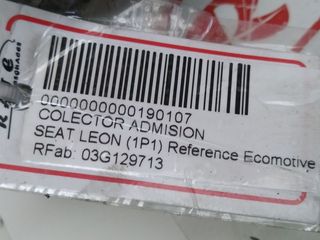 0000000000190107
COLECTOR ADMISION
SEAT LEON (1P1) Reference Ecomotive
RFab: 03G129713